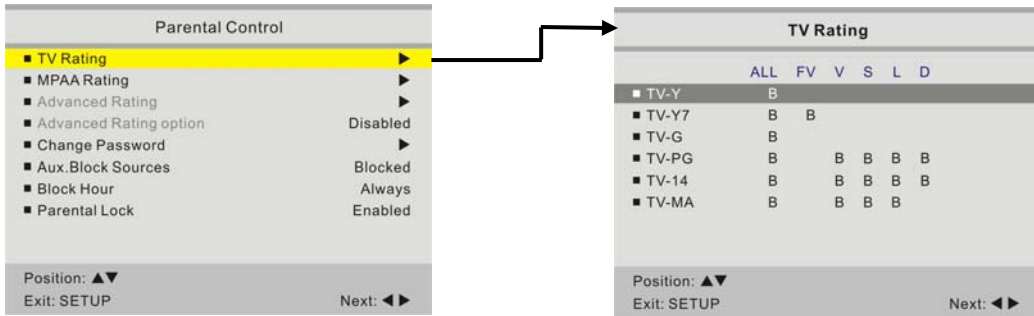 Parental Control
■ TV Rating ▶
■ MPAA Rating ▶
■ Advanced Rating ▶
■ Advanced Rating option Disabled
■ Change Password ▶
■ Aux.Block Sources Blocked
■ Block Hour Always
■ Parental Lock Enabled
Position: ▲▼
Exit: SETUP Next: ◀ ▶
TV Rating
ALL FV V S L D
■ TV-Y B
■ TV-Y7 B B
■ TV-G B
■ TV-PG B B B B B
■ TV-14 B B B B B
■ TV-MA B B B B
Position: ▲▼
Exit: SETUP Next: ◀ ▶